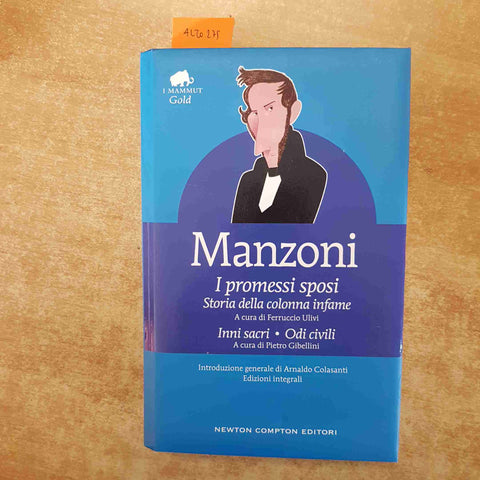 I MAMMUT
Gold
Manzoni
I promessi sposi
Storia della colonna infame
A cura di Ferruccio Ulivi
Inni sacri • Odi civili
A cura di Pietro Gibellini
Introduzione generale di Arnaldo Colasanti
Edizioni integrali
NEWTON COMPTON EDITORI